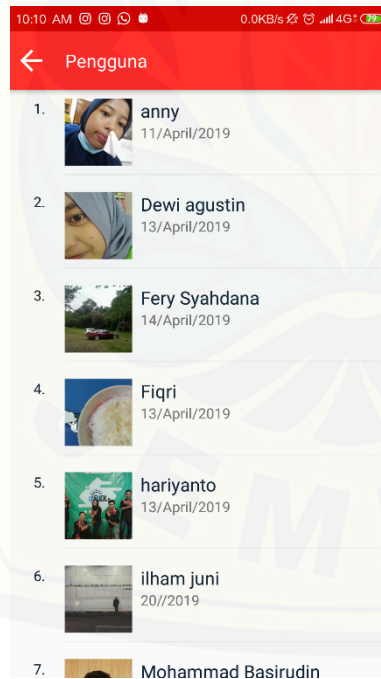 10:10 AM 0.0KB/s 4G+ 79
Pengguna
1. anny
11/April/2019
2. Dewi agustin
13/April/2019
3. Fery Syahdana
14/April/2019
4. Fiqri
13/April/2019
5. hariyanto
13/April/2019
6. ilham juni
20//2019
7. Mohammad Basirudin